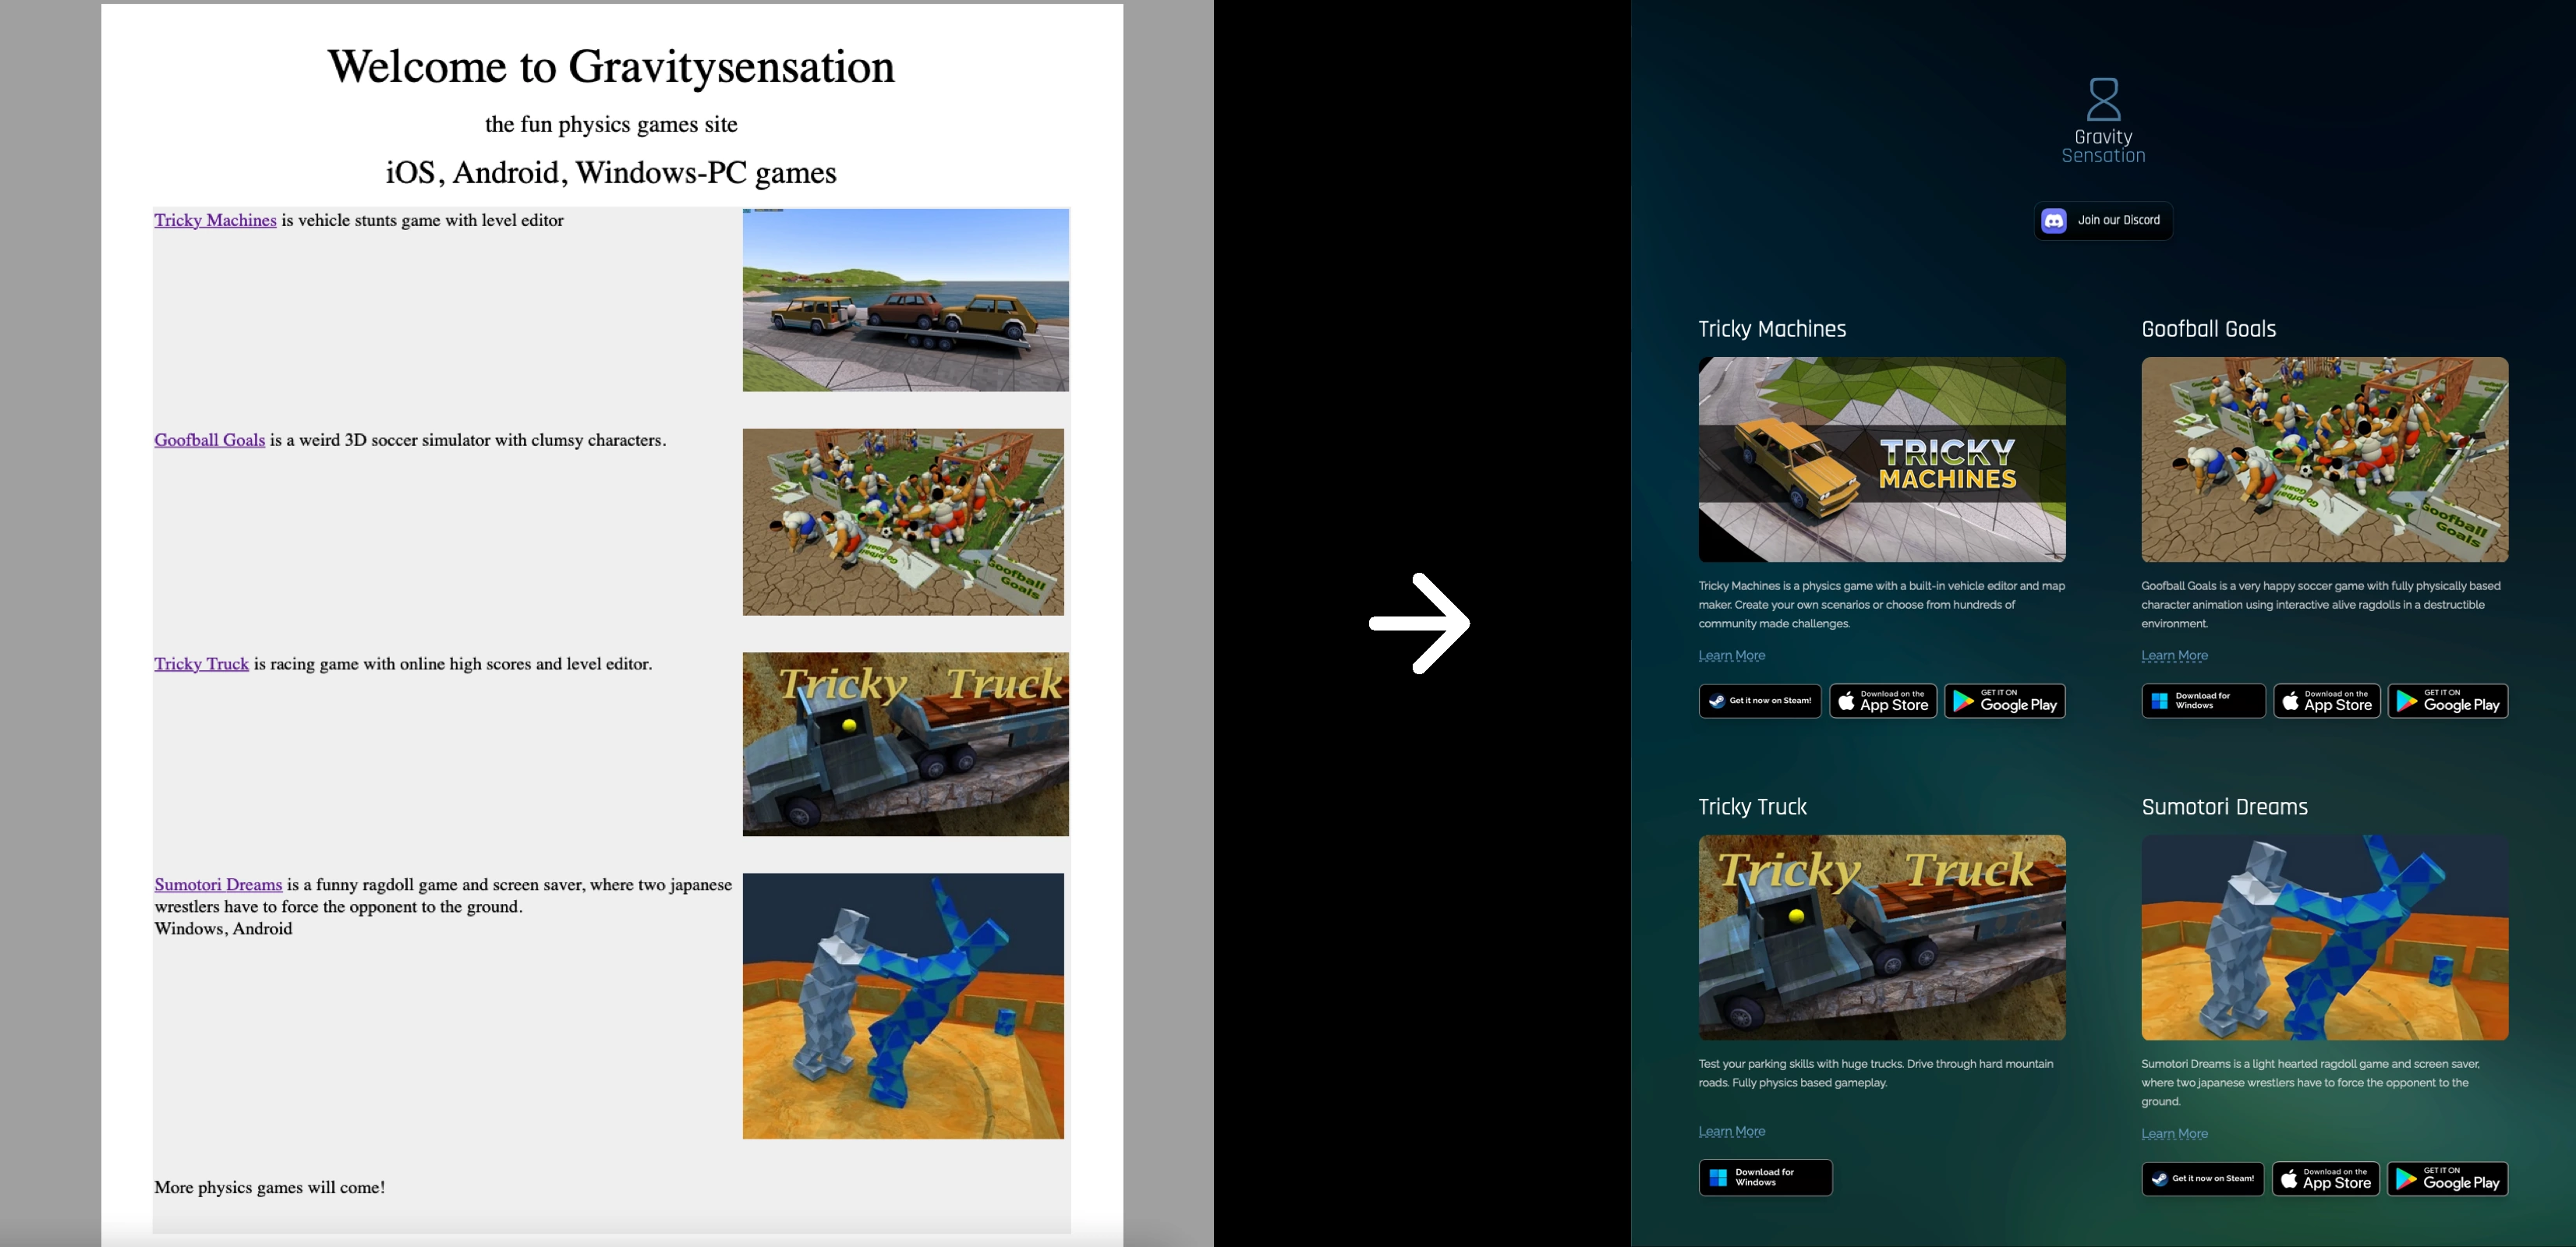 Welcome to Gravitysensation
the fun physics games site
iOS, Android, Windows-PC games
Tricky Machines is vehicle stunts game with level editor
Goofball Goals is a weird 3D soccer simulator with clumsy characters.
Goofball
Goals
Tricky Truck is racing game with online high scores and level editor.
Tricky Truck
Sumotori Dreams is a funny ragdoll game and screen saver, where two japanese
wrestlers have to force the opponent to the ground.
Windows, Android
More physics games will come!
Gravity
Sensation
Join our Discord
Tricky Machines
TRICKY
MACHINES
Tricky Machines is a physics game with a built-in vehicle editor and map
maker. Create your own scenarios or choose from hundreds of
community made challenges.
Learn More
Get it now on Steam!
Download on the
App Store
GET IT ON
Google Play
Goofball Goals
Goofball
Goals
Goofball Goals is a very happy soccer game with fully physically based
character animation using interactive alive ragdolls in a destructible
environment.
Learn More
Download for
Windows
Download on the
App Store
GET IT ON
Google Play
Tricky Truck
Tricky Truck
Test your parking skills with huge trucks. Drive through hard mountain
roads. Fully physics based gameplay.
Learn More
Download for
Windows
Sumotori Dreams
Sumotori Dreams is a light hearted ragdoll game and screen saver,
where two japanese wrestlers have to force the opponent to the
ground.
Learn More
Get it now on Steam!
Download on the
App Store
GET IT ON
Google Play